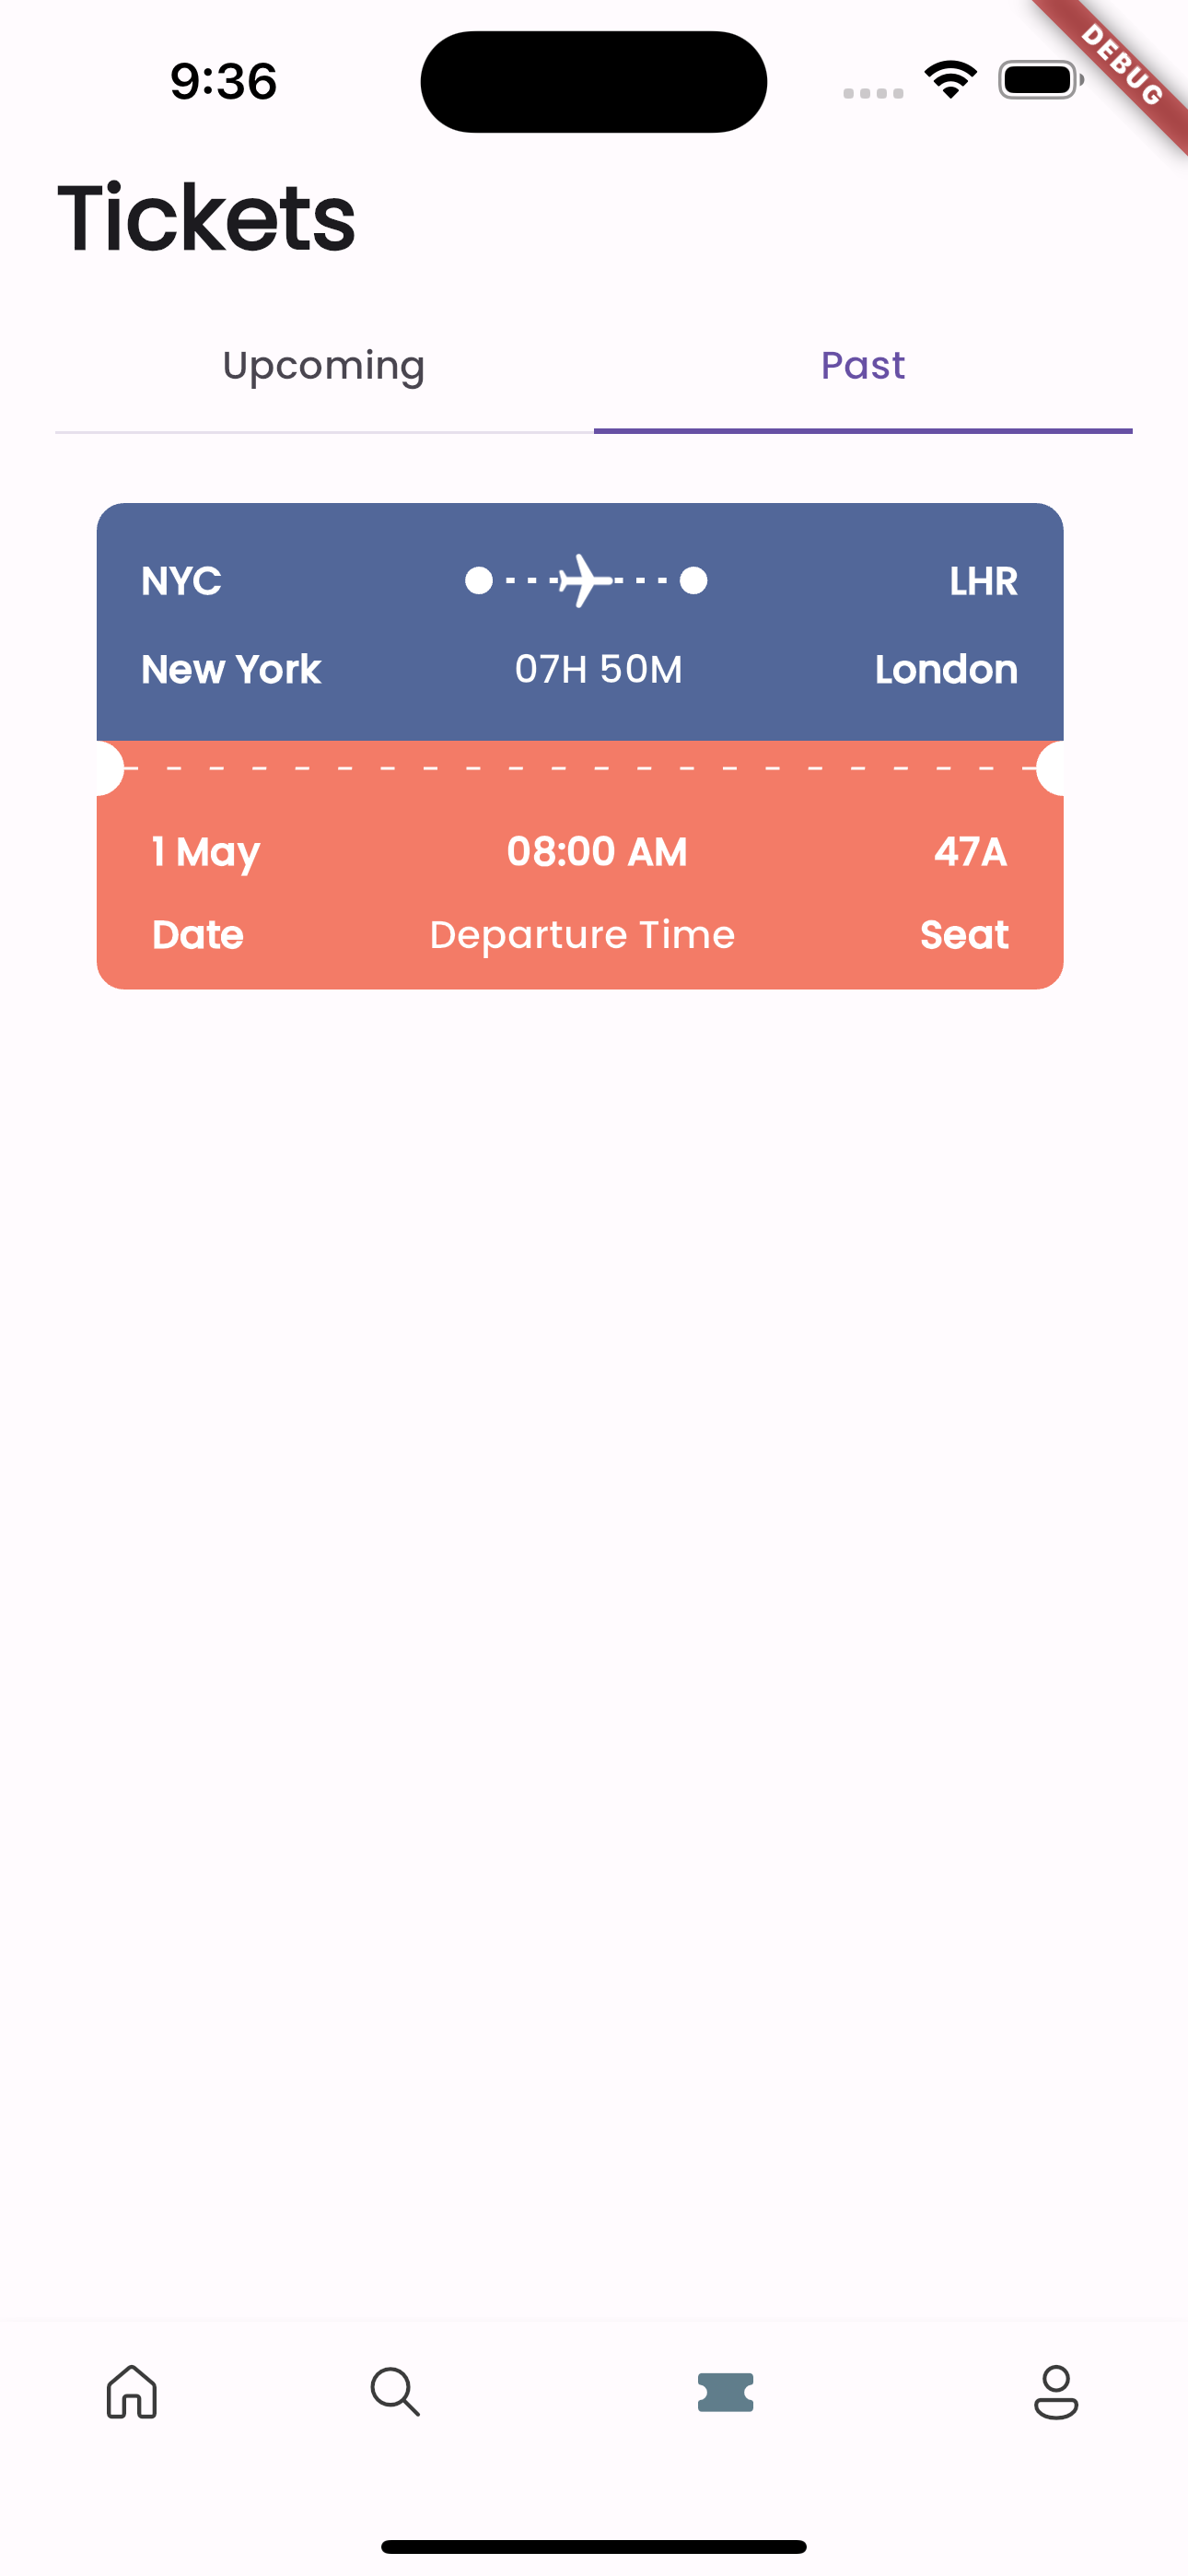 9:36
DEBUG
Tickets
Upcoming Past
NYC LHR
New York 07H 50M London
1 May 08:00 AM 47A
Date Departure Time Seat